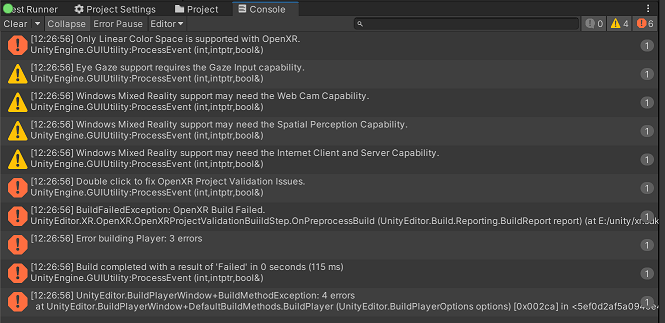 est Runner Project Settings Project Console
Clear Collapse Error Pause Editor 0 4 6
[12:26:56] Only Linear Color Space is supported with OpenXR.
UnityEngine.GUIUtility:ProcessEvent (int,intptr,bool&) 1
[12:26:56] Eye Gaze support requires the Gaze Input capability.
UnityEngine.GUIUtility:ProcessEvent (int,intptr,bool&) 1
[12:26:56] Windows Mixed Reality support may need the Web Cam Capability.
UnityEngine.GUIUtility:ProcessEvent (int,intptr,bool&) 1
[12:26:56] Windows Mixed Reality support may need the Spatial Perception Capability.
UnityEngine.GUIUtility:ProcessEvent (int,intptr,bool&) 1
[12:26:56] Windows Mixed Reality support may need the Internet Client and Server Capability.
UnityEngine.GUIUtility:ProcessEvent (int,intptr,bool&) 1
[12:26:56] Double click to fix OpenXR Project Validation Issues.
UnityEngine.GUIUtility:ProcessEvent (int,intptr,bool&) 1
[12:26:56] BuildFailedException: OpenXR Build Failed.
UnityEditor.XR.OpenXR.OpenXRProjectValidationBuildStep.OnPreprocessBuild (UnityEditor.Build.Reporting.BuildReport report) (at E:/unity/xr. 1
[12:26:56] Error building Player: 3 errors 1
[12:26:56] Build completed with a result of 'Failed' in 0 seconds (115 ms)
UnityEngine.GUIUtility:ProcessEvent (int,intptr,bool&) 1
[12:26:56] UnityEditor.BuildPlayerWindow+BuildMethodException: 4 errors
at UnityEditor.BuildPlayerWindow+DefaultBuildMethods.BuildPlayer (UnityEditor.BuildPlayerOptions options) [0x002ca] in <5ef0d2af5a094 1